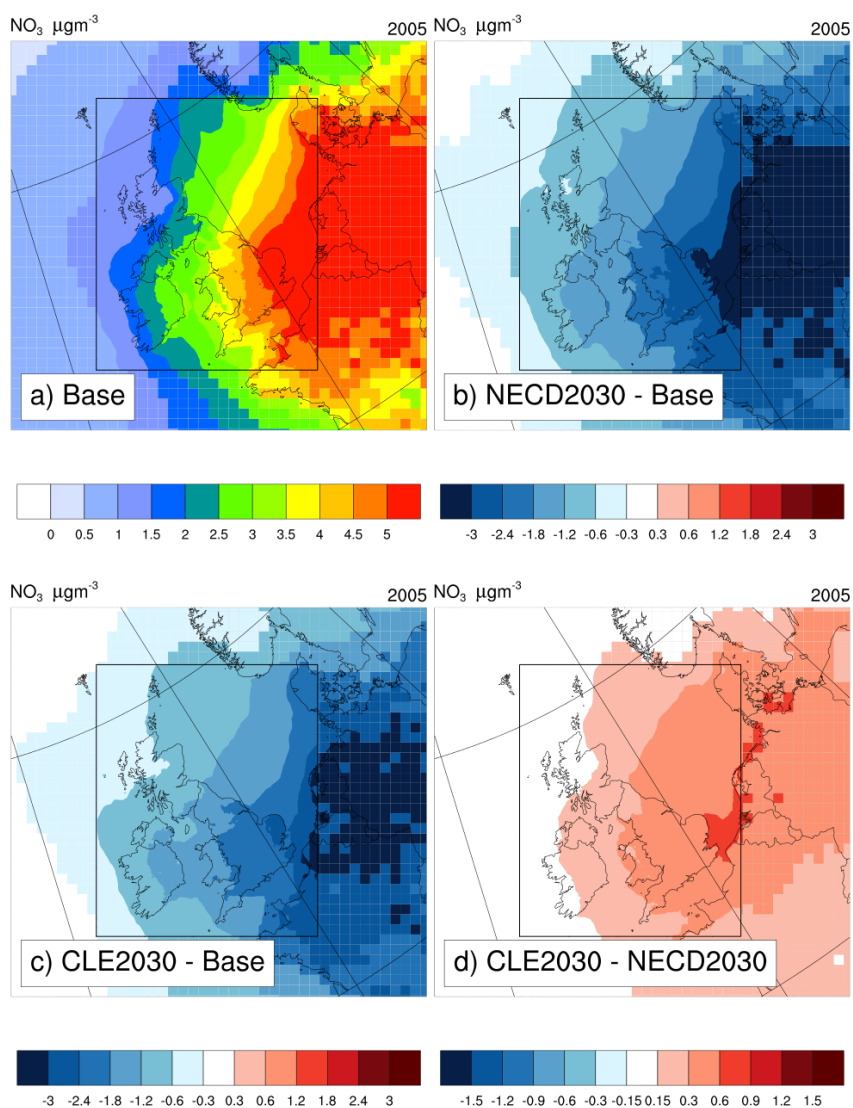 NO₃ µgm⁻³ 2005
NO₃ µgm⁻³ 2005
a) Base
b) NECD2030 - Base
0 0.5 1 1.5 2 2.5 3 3.5 4 4.5 5
-3 -2.4 -1.8 -1.2 -0.6 -0.3 0.3 0.6 1.2 1.8 2.4 3
NO₃ µgm⁻³ 2005
NO₃ µgm⁻³ 2005
c) CLE2030 - Base
d) CLE2030 - NECD2030
-3 -2.4 -1.8 -1.2 -0.6 -0.3 0.3 0.6 1.2 1.8 2.4 3
-1.5 -1.2 -0.9 -0.6 -0.3 -0.15 0.15 0.3 0.6 0.9 1.2 1.5